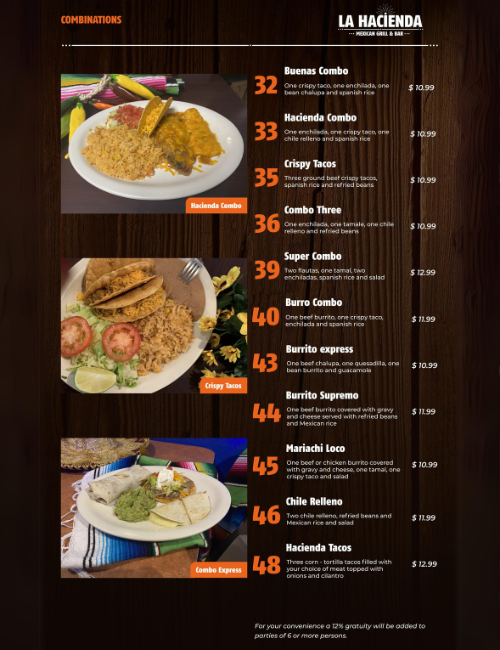 COMBINATIONS
LA HACIENDA
MEXICAN GRILL & BAR
32
Buenas Combo
One crispy taco, one enchilada, one
bean chalupa and spanish rice
$ 10.99
33
Hacienda Combo
One enchilada, one crispy taco, one
chile relleno and spanish rice
$ 10.99
35
Crispy Tacos
Three ground beef crispy tacos,
spanish rice and refried beans
$ 10.99
36
Combo Three
One enchilada, one tamale, one chile
relleno and refried beans
$ 10.99
39
Super Combo
Two flautas, one tamal, two
enchiladas, spanish rice and salad
$ 12.99
40
Burro Combo
One beef burrito, one crispy taco,
enchilada and spanish rice
$ 11.99
43
Burrito express
One beef chalupa, one quesadilla, one
bean burrito and guacamole
$ 10.99
44
Burrito Supremo
One beef burrito covered with gravy
and cheese served with refried beans
and Mexican rice
$ 11.99
45
Mariachi Loco
One beef or chicken burrito covered
with gravy and cheese, one tamal, one
crispy taco and salad
$ 10.99
46
Chile Relleno
Two chile relleno, refried beans and
Mexican rice and salad
$ 11.99
48
Hacienda Tacos
Three corn - tortilla tacos filled with
your choice of meat topped with
onions and cilantro
$ 12.99
Hacienda Combo
Crispy Tacos
Combo Express
For your convenience a 12% gratuity will be added to
parties of 6 or more persons.